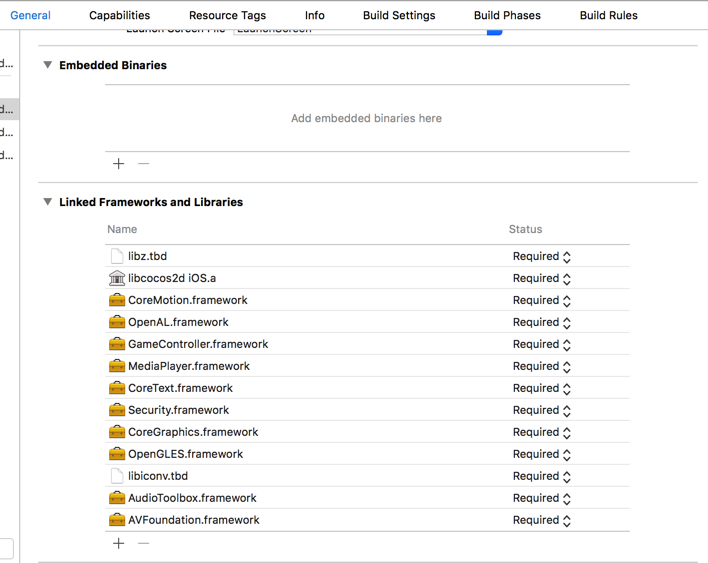 General Capabilities Resource Tags Info Build Settings Build Phases Build Rules
Launch Screen File LaunchScreen
d...
Embedded Binaries
d...
Add embedded binaries here
d...
d...
Linked Frameworks and Libraries
Name Status
libz.tbd Required
libcocos2d iOS.a Required
CoreMotion.framework Required
OpenAL.framework Required
GameController.framework Required
MediaPlayer.framework Required
CoreText.framework Required
Security.framework Required
CoreGraphics.framework Required
OpenGLES.framework Required
libiconv.tbd Required
AudioToolbox.framework Required
AVFoundation.framework Required